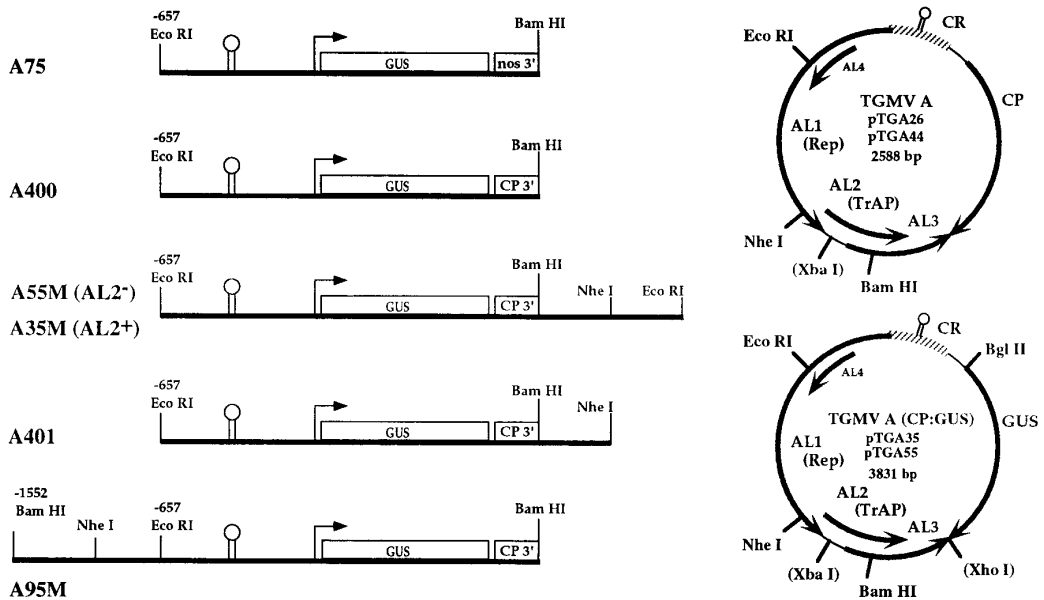 -657
Eco RI
Bam HI
A75
GUS
nos 3'
-657
Eco RI
Bam HI
A400
GUS
CP 3'
-657
Eco RI
Bam HI
Nhe I
Eco RI
A55M (AL2-)
A35M (AL2+)
GUS
CP 3'
-657
Eco RI
Bam HI
Nhe I
A401
GUS
CP 3'
-1552
Bam HI
Nhe I
-657
Eco RI
Bam HI
GUS
CP 3'
A95M
CR
Eco RI
AL4
CP
TGMV A
pTGA26
pTGA44
2588 bp
AL1
(Rep)
AL2
(TrAP)
AL3
Nhe I
(Xba I)
Bam HI
CR
Eco RI
Bgl II
AL4
GUS
TGMV A (CP:GUS)
pTGA35
pTGA55
3831 bp
AL1
(Rep)
AL2
(TrAP)
AL3
Nhe I
(Xba I)
(Xho I)
Bam HI